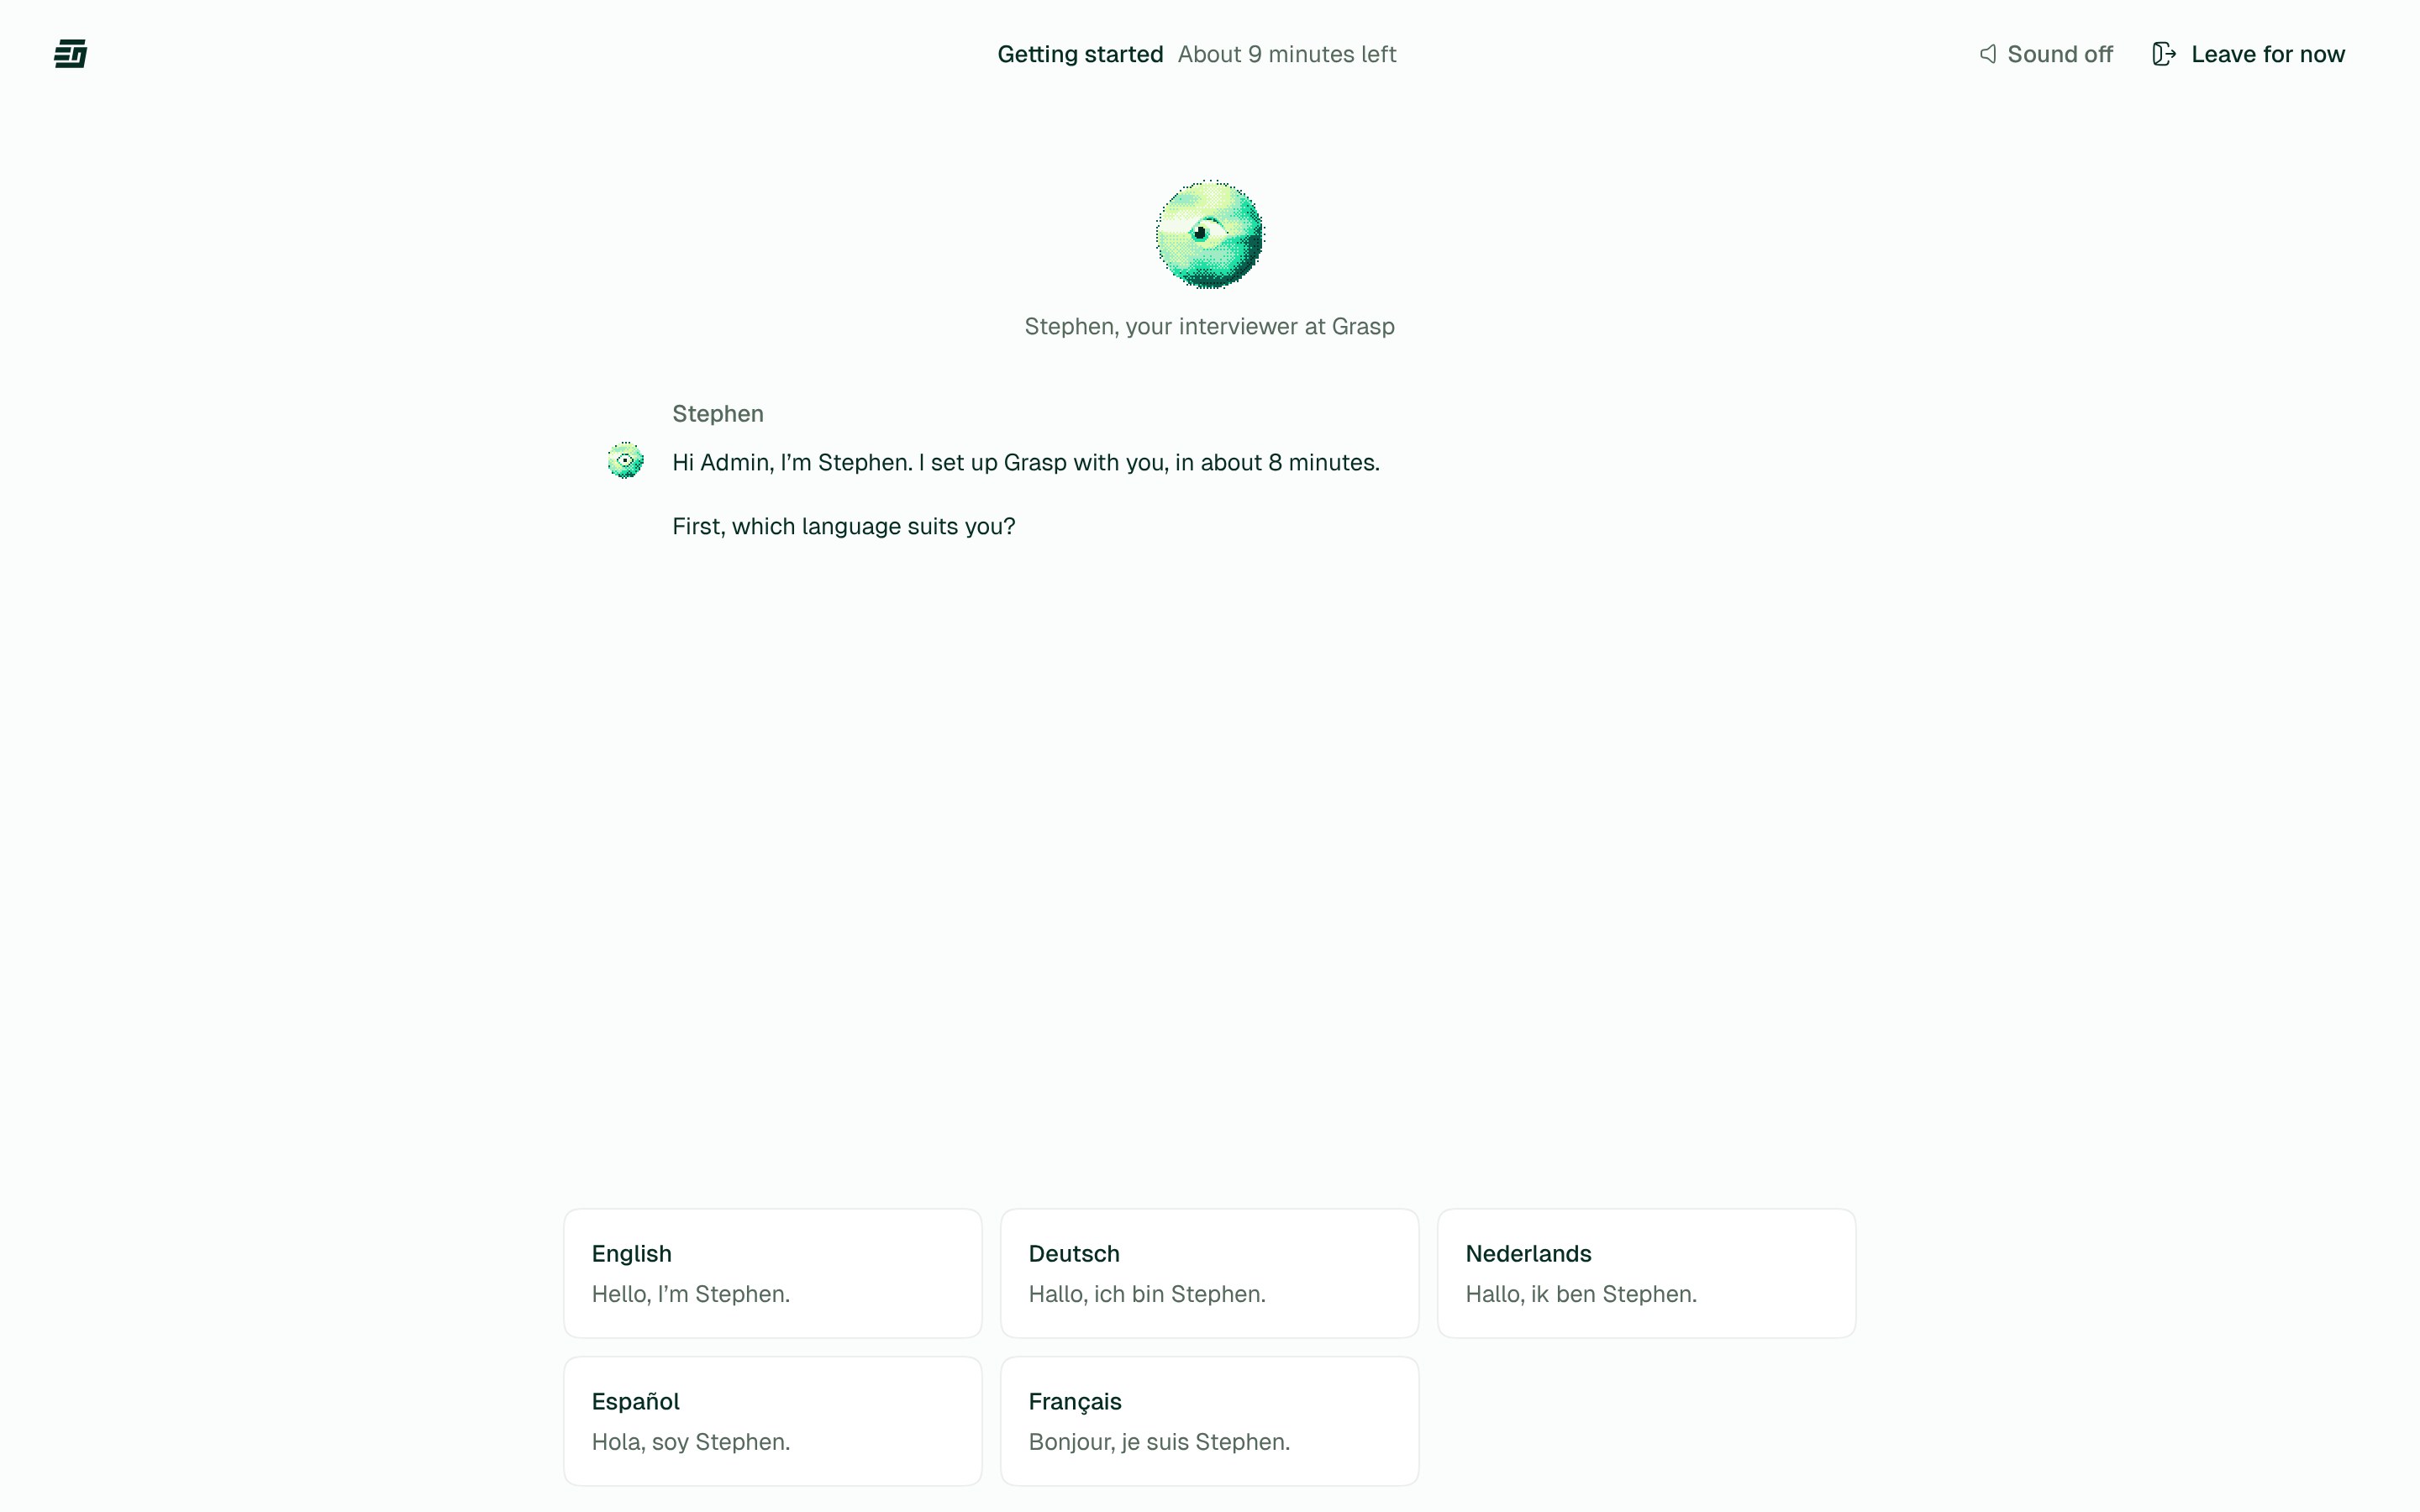 Getting started About 9 minutes left
Sound off
Leave for now
Stephen, your interviewer at Grasp
Stephen
Hi Admin, I’m Stephen. I set up Grasp with you, in about 8 minutes.
First, which language suits you?
English
Hello, I’m Stephen.
Deutsch
Hallo, ich bin Stephen.
Nederlands
Hallo, ik ben Stephen.
Español
Hola, soy Stephen.
Français
Bonjour, je suis Stephen.